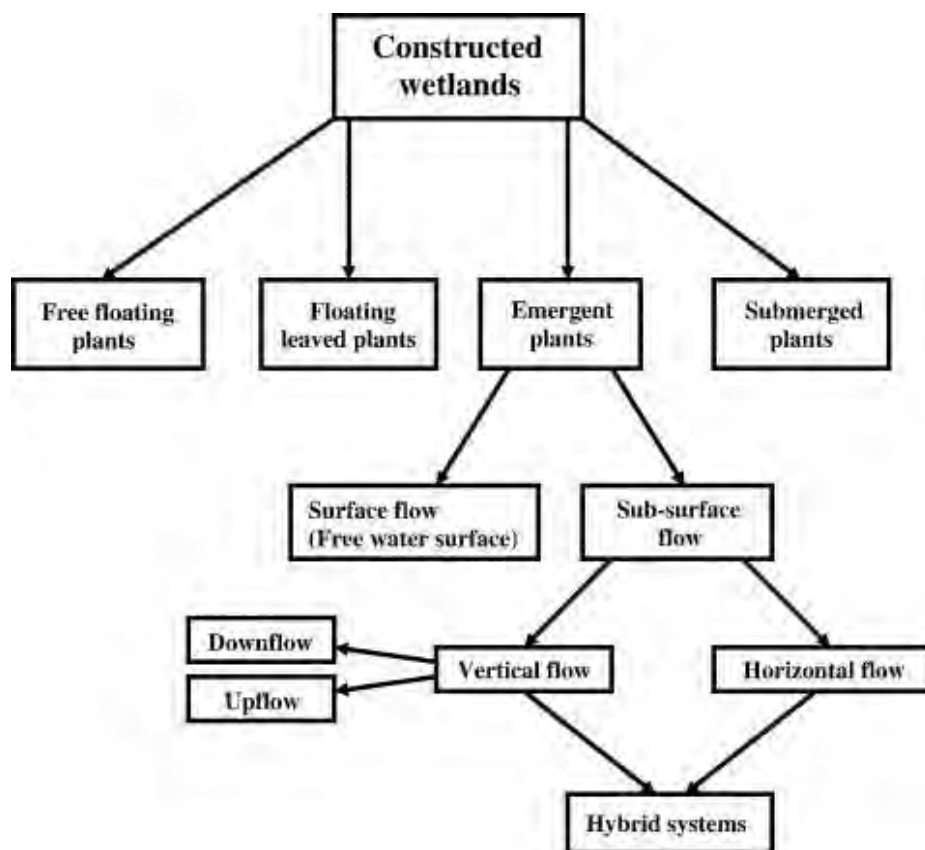 Constructed
wetlands
Free floating
plants
Floating
leaved plants
Emergent
plants
Submerged
plants
Surface flow
(Free water surface)
Sub-surface
flow
Downflow
Upflow
Vertical flow
Horizontal flow
Hybrid systems